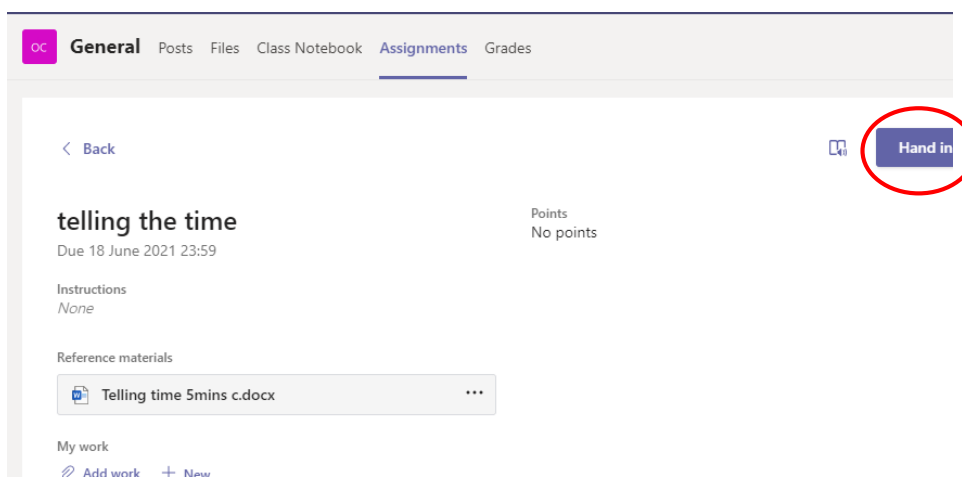 OC General Posts Files Class Notebook Assignments Grades
Back Hand in
telling the time
Due 18 June 2021 23:59
Points
No points
Instructions
None
Reference materials
Telling time 5mins c.docx
My work
Add work New